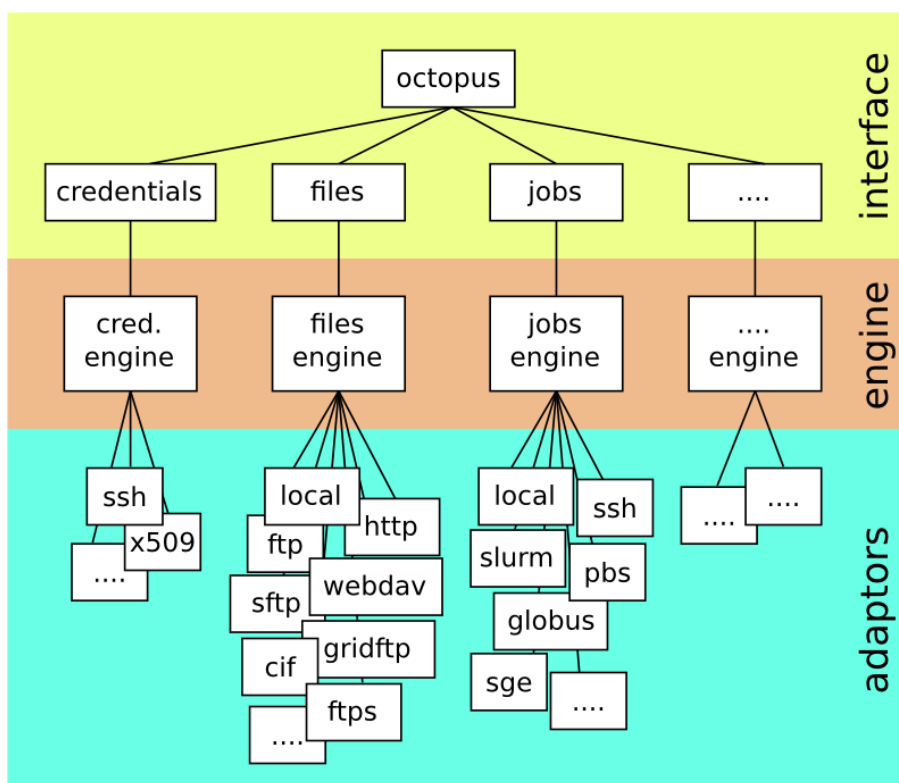 octopus
interface
credentials
files
jobs
....
engine
cred.
engine
files
engine
jobs
engine
....
engine
adaptors
ssh
x509
....
local
http
ftp
webdav
sftp
gridftp
cif
ftps
....
local
ssh
slurm
pbs
globus
sge
....
....
....